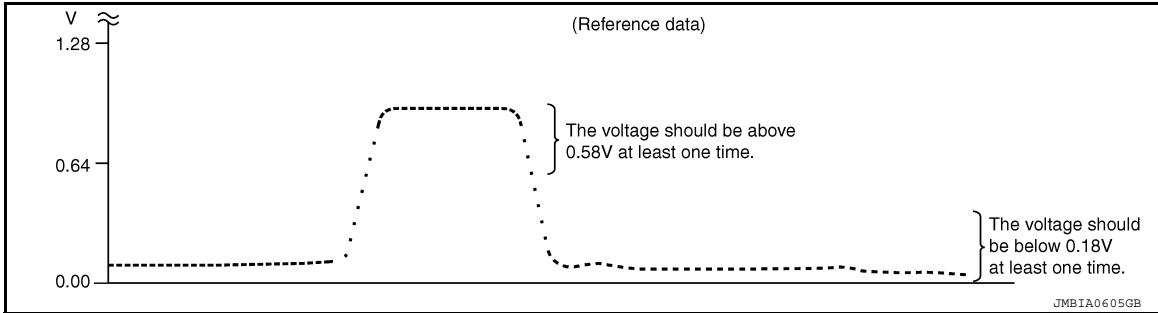 V
(Reference data)
1.28
The voltage should be above
0.58V at least one time.
0.64
The voltage should
be below 0.18V
at least one time.
0.00
JMBIA0605GB